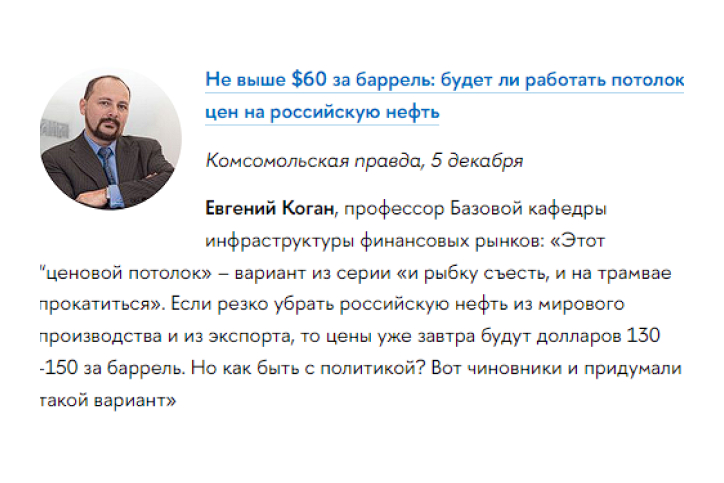 Не выше $60 за баррель: будет ли работать потолок
цен на российскую нефть
Комсомольская правда, 5 декабря
Евгений Коган, профессор Базовой кафедры
инфраструктуры финансовых рынков: «Этот
"ценовой потолок» – вариант из серии «и рыбку съесть, и на трамвае
прокатиться». Если резко убрать российскую нефть из мирового
производства и из экспорта, то цены уже завтра будут долларов 130
-150 за баррель. Но как быть с политикой? Вот чиновники и придумали
такой вариант»